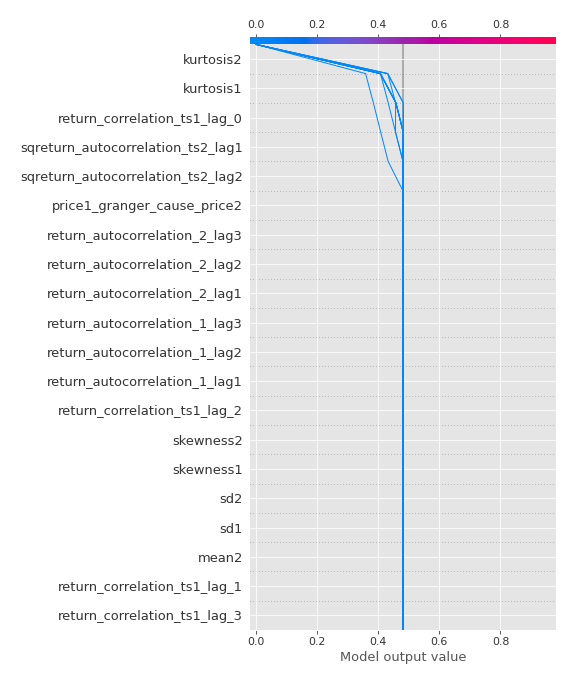 0.0 0.2 0.4 0.6 0.8
kurtosis2
kurtosis1
return_correlation_ts1_lag_0
sqreturn_autocorrelation_ts2_lag1
sqreturn_autocorrelation_ts2_lag2
price1_granger_cause_price2
return_autocorrelation_2_lag3
return_autocorrelation_2_lag2
return_autocorrelation_2_lag1
return_autocorrelation_1_lag3
return_autocorrelation_1_lag2
return_autocorrelation_1_lag1
return_correlation_ts1_lag_2
skewness2
skewness1
sd2
sd1
mean2
return_correlation_ts1_lag_1
return_correlation_ts1_lag_3
0.0 0.2 0.4 0.6 0.8
Model output value